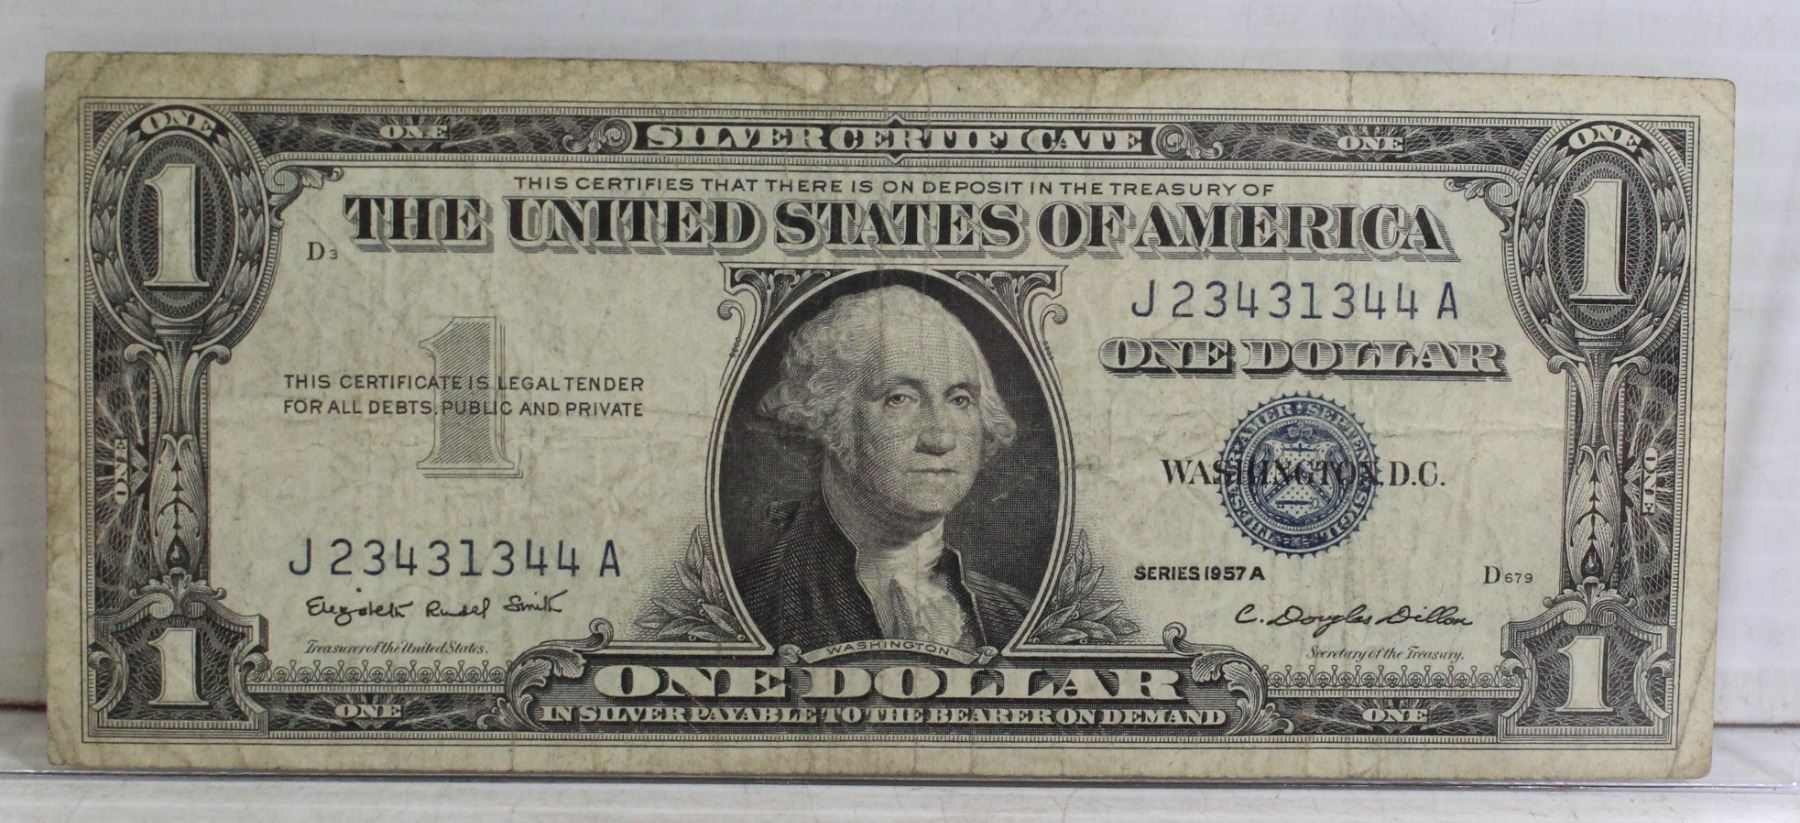 ONE ONE SILVER CERTIFICATE ONE ONE
1 THIS CERTIFIES THAT THERE IS ON DEPOSIT IN THE TREASURY OF 1
D3 THE UNITED STATES OF AMERICA
J 23431344 A
ONE DOLLAR
1
THIS CERTIFICATE IS LEGAL TENDER
FOR ALL DEBTS, PUBLIC AND PRIVATE
ONE WASHINGTON, D.C. ONE
J 23431344 A
SERIES 1957 A D679
Elizabeth Rudel Smith C. Douglas Dillon
Treasurer of the United States. WASHINGTON Secretary of the Treasury.
1 ONE DOLLAR 1
ONE IN SILVER PAYABLE TO THE BEARER ON DEMAND ONE